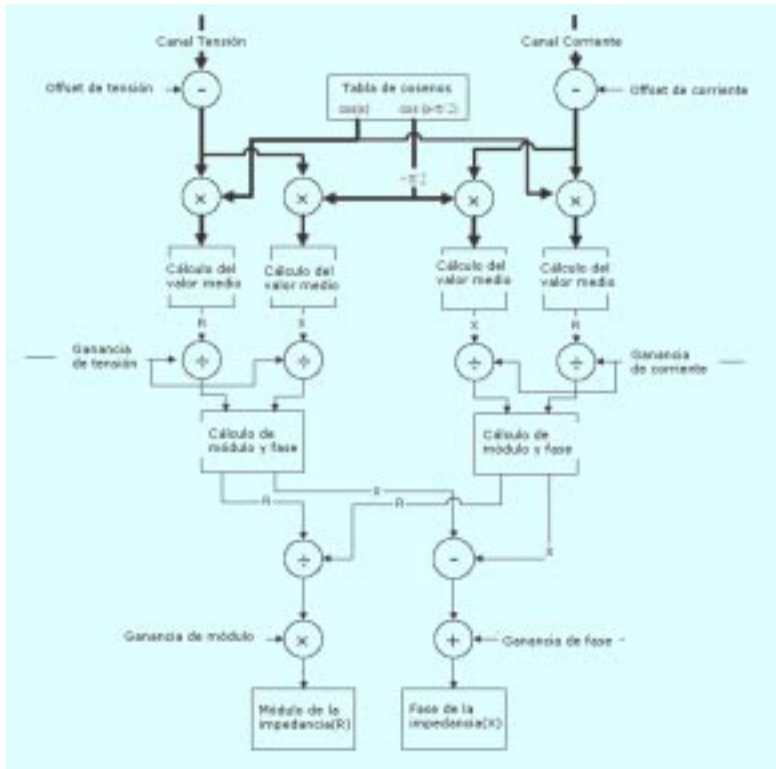 Canal Tensión
Canal Corriente
Offset de tensión
-
Tabla de cosenos
cos(x)
-
Offset de corriente
×
×
×
×
Cálculo del
valor medio
Cálculo del
valor medio
Cálculo del
valor medio
Cálculo del
valor medio
R
X
X
R
Ganancia
de tensión
÷
÷
÷
÷
Ganancia
de corriente
Cálculo de
módulo y fase
Cálculo de
módulo y fase
R
X
R
X
÷
-
Ganancia de módulo
×
+
Ganancia de fase
Módulo de la
impedancia(R)
Fase de la
impedancia(X)